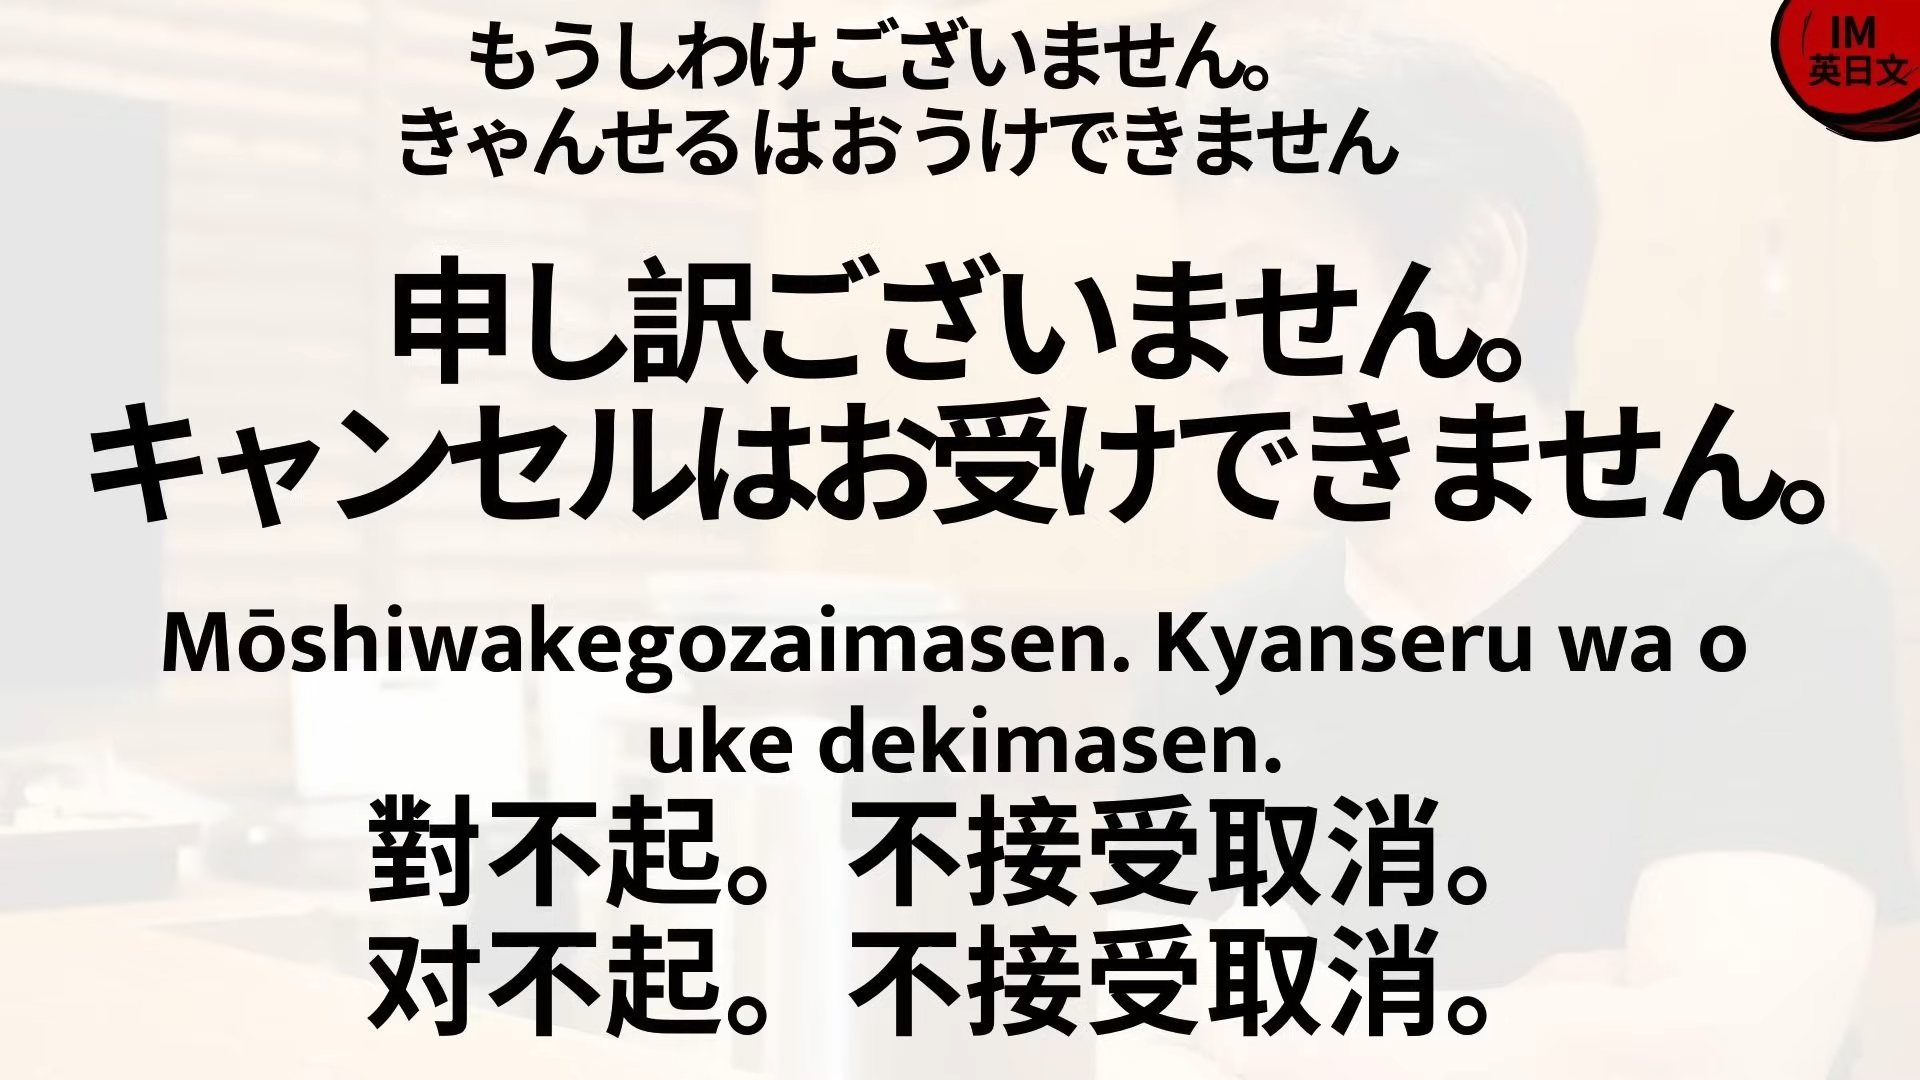 もうしわけございません。
きゃんせるはおうけできません
IM
英日文
申し訳ございません。
キャンセルはお受けできません。
Mōshiwakegozaimasen. Kyanseru wa o
uke dekimasen.
對不起。不接受取消。
对不起。不接受取消。